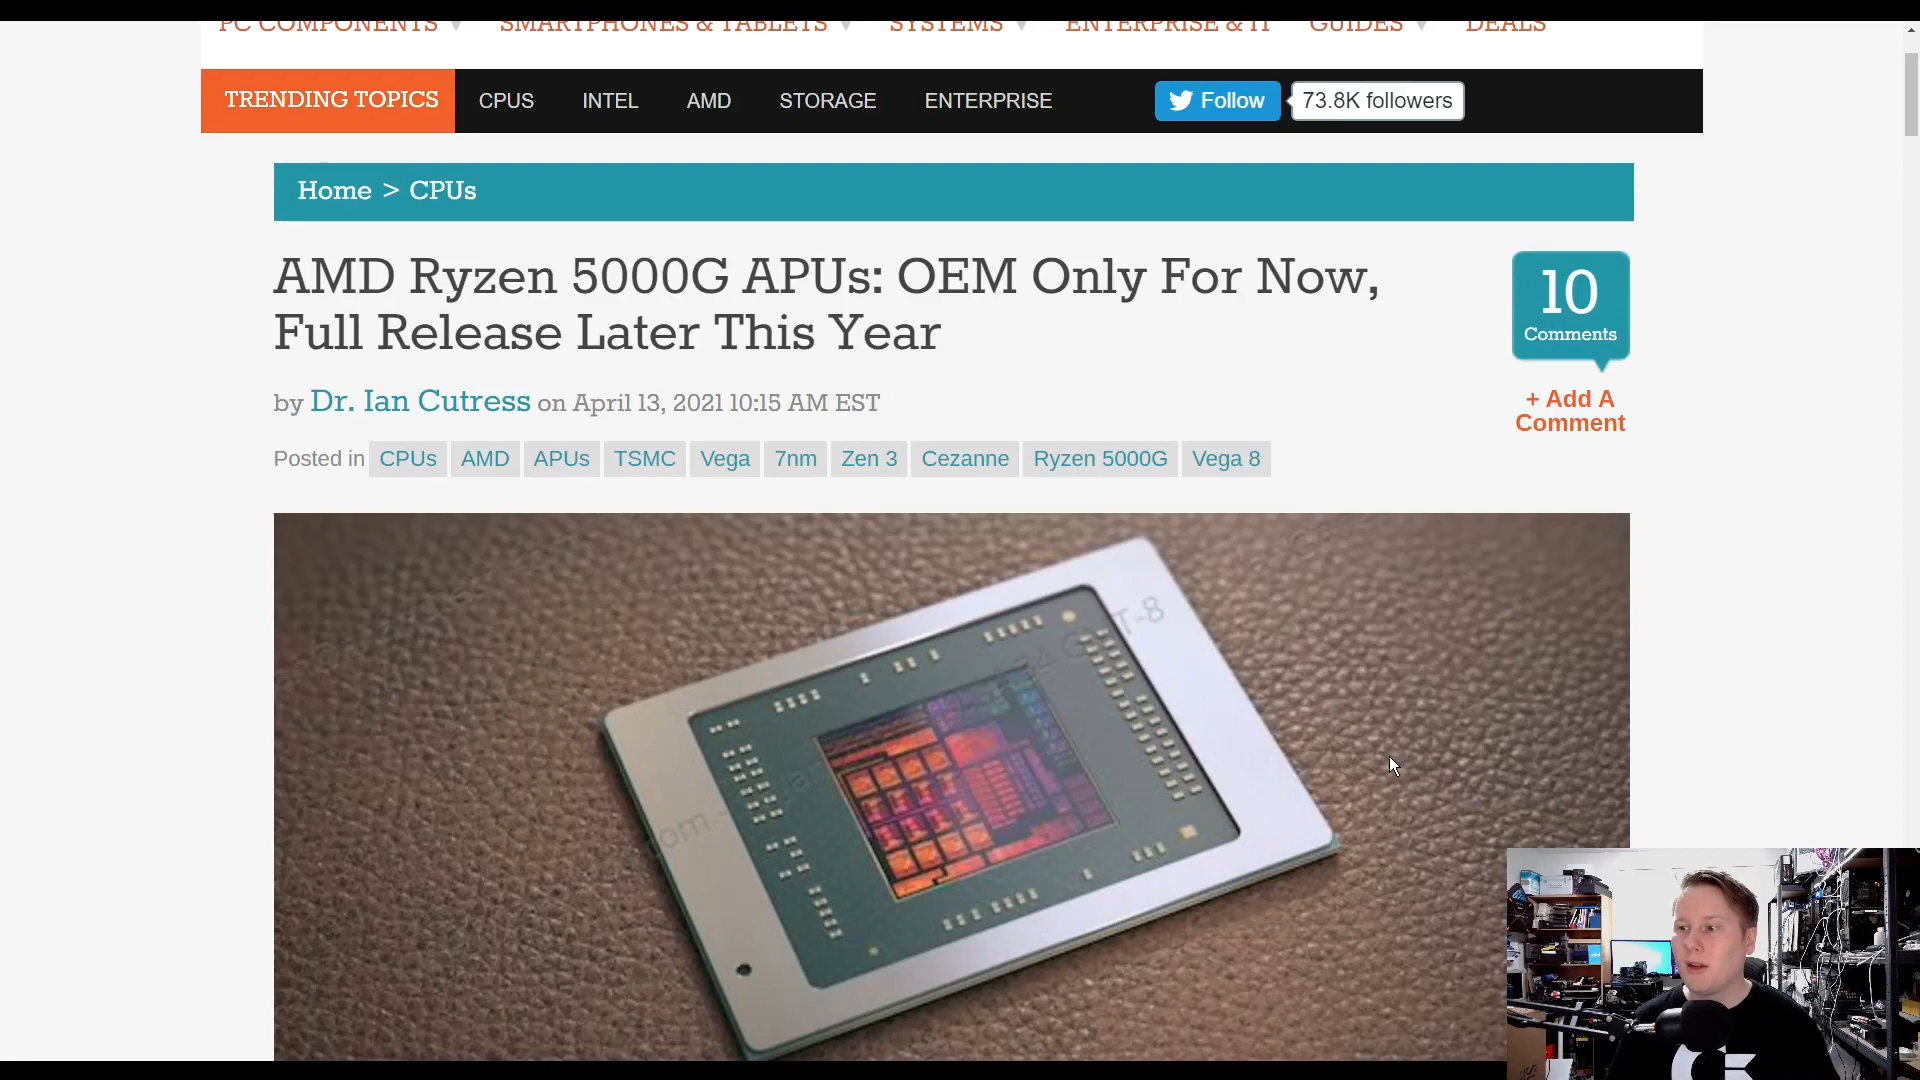 PC COMPONENTS SMARTPHONES & TABLETS SYSTEMS ENTERPRISE & IT GUIDES DEALS
TRENDING TOPICS CPUS INTEL AMD STORAGE ENTERPRISE Follow 73.8K followers
Home > CPUs
AMD Ryzen 5000G APUs: OEM Only For Now,
Full Release Later This Year
10
Comments
by Dr. Ian Cutress on April 13, 2021 10:15 AM EST
+ Add A
Comment
Posted in CPUs AMD APUs TSMC Vega 7nm Zen 3 Cezanne Ryzen 5000G Vega 8